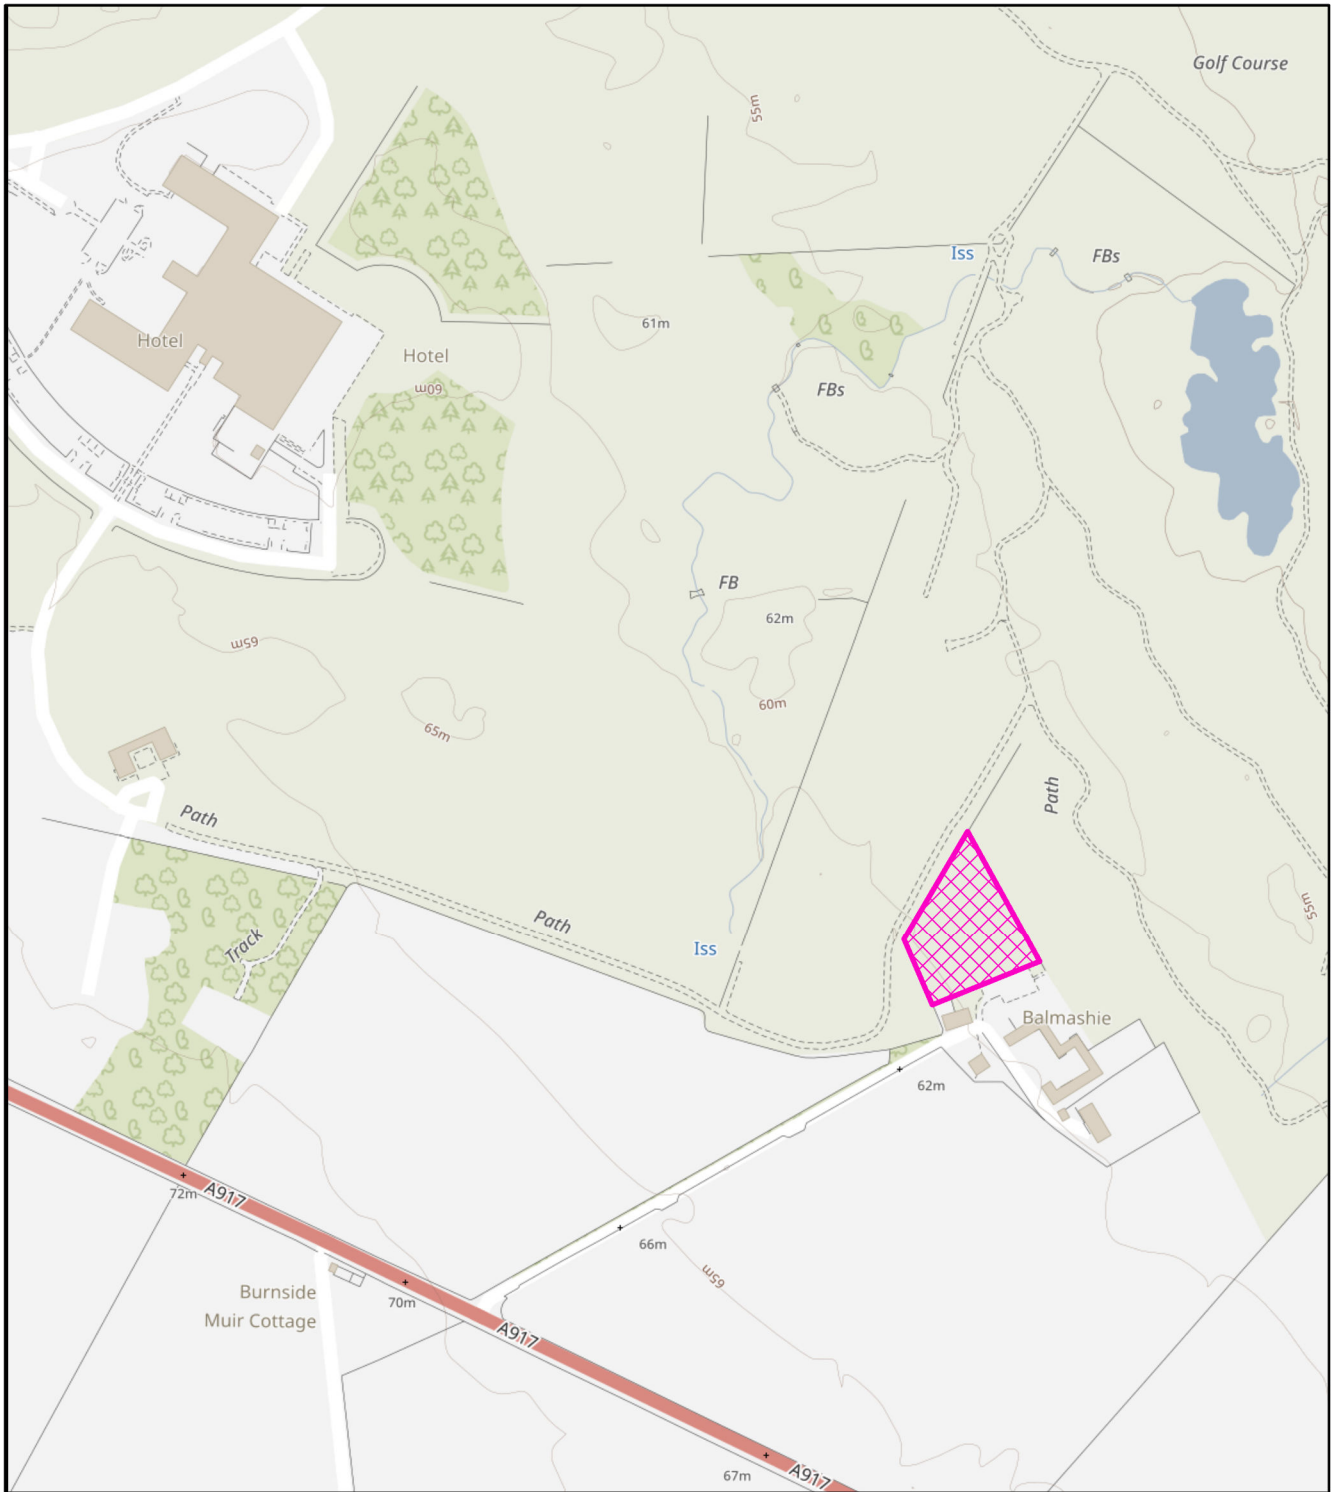 Golf Course
55m
Iss
FBs
61m
Hotel
Hotel
60m
FBs
FB
62m
65m
60m
65m
Path
Path
55m
Path
Track
Iss
Balmashie
62m
72m
A917
66m
65m
Burnside
Muir Cottage
70m
A917
67m
A917